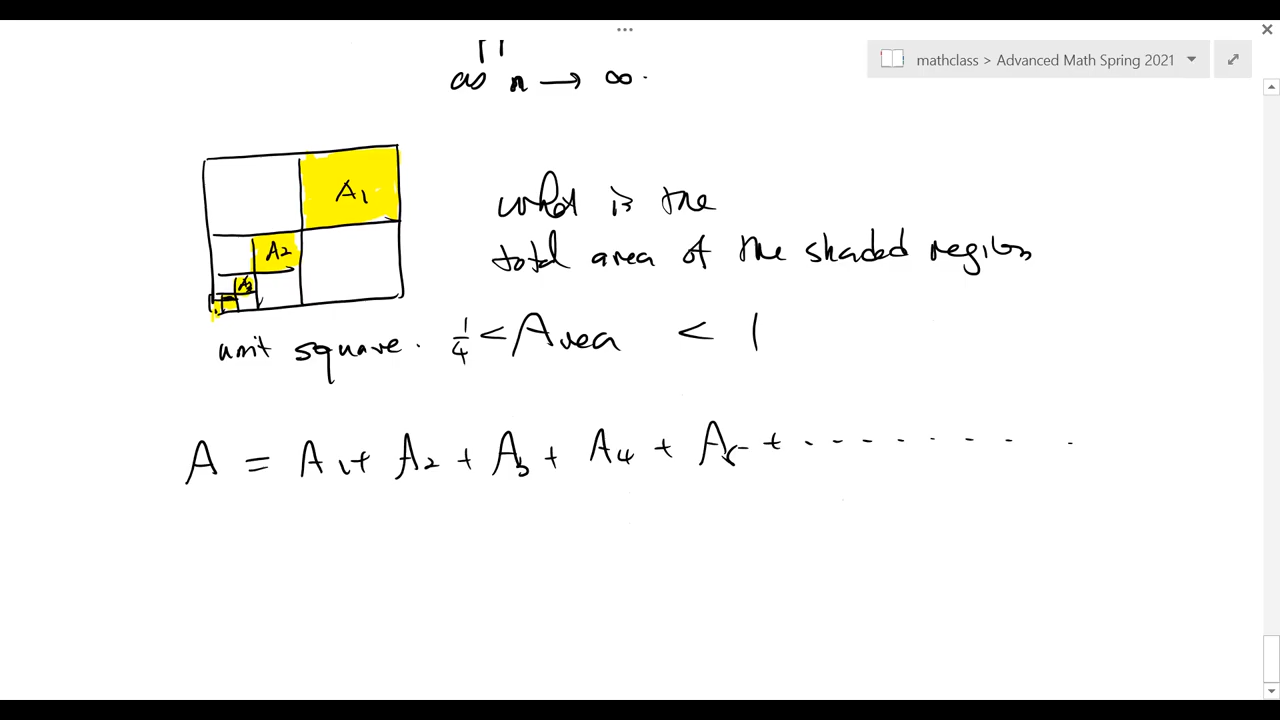 mathclass > Advanced Math Spring 2021
as n → ∞.
A1
A2
A3
what is the
total area of the shaded region
unit square. 1/4 < Area < 1
A = A1 + A2 + A3 + A4 + A5 + . - - - - . - - - .